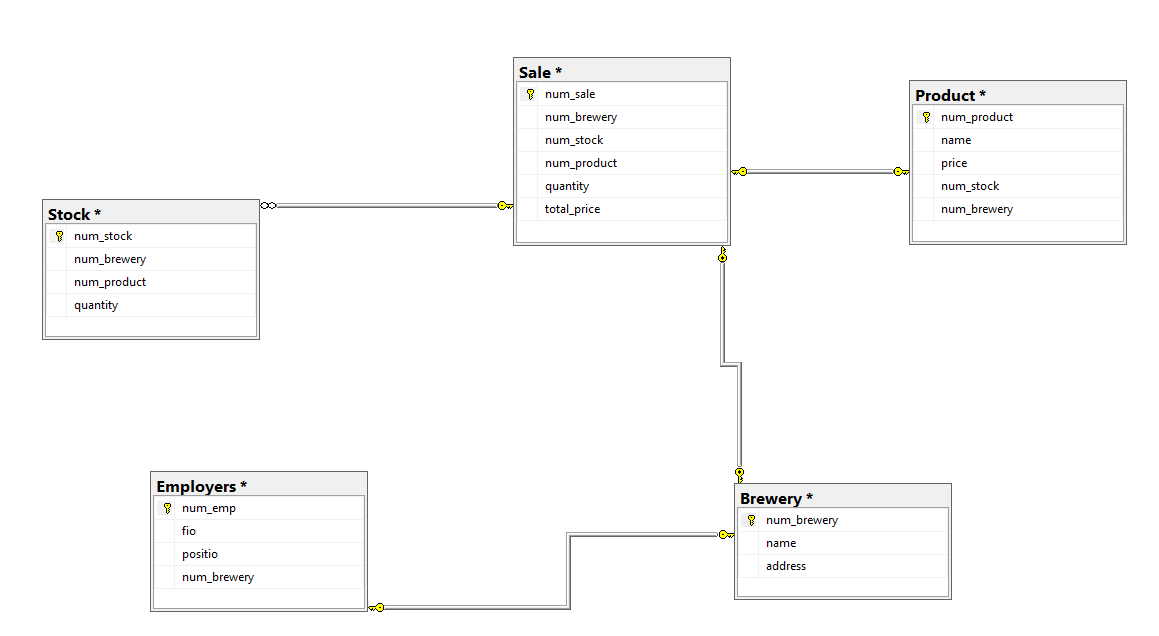 Sale *
num_sale
num_brewery
num_stock
num_product
quantity
total_price
Product *
num_product
name
price
num_stock
num_brewery
Stock *
num_stock
num_brewery
num_product
quantity
Employers *
num_emp
fio
positio
num_brewery
Brewery *
num_brewery
name
address